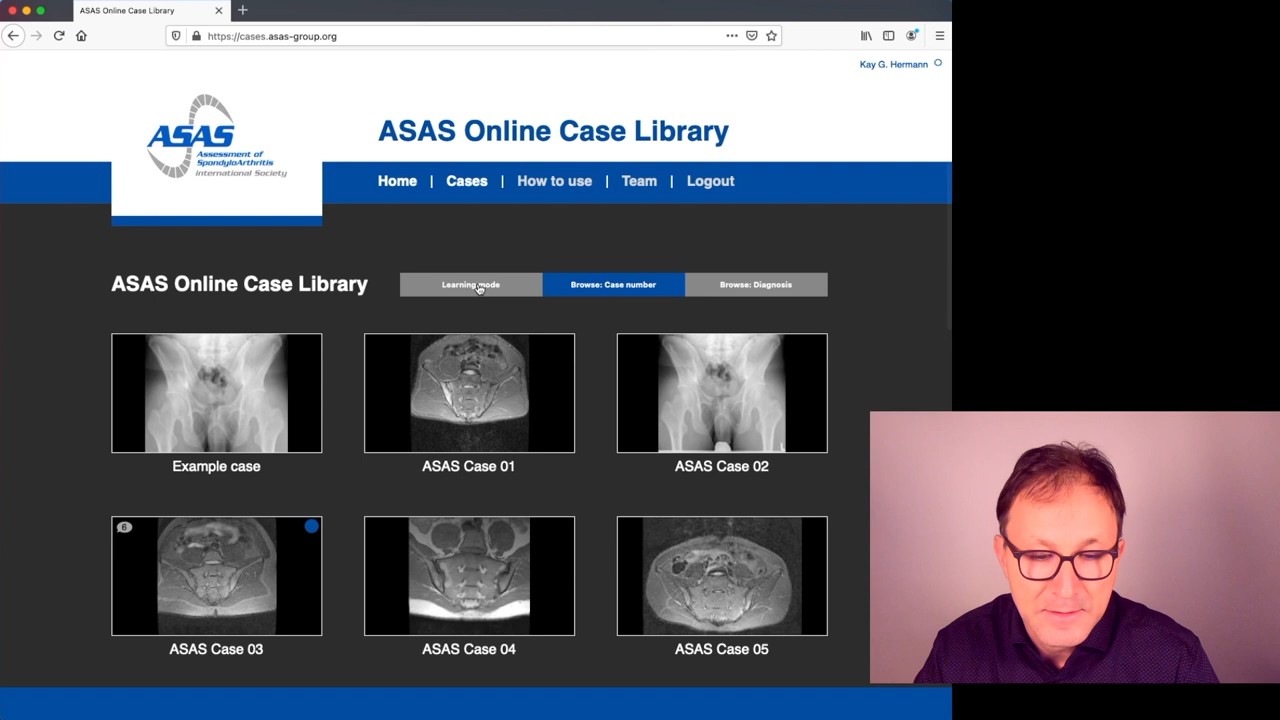 ASAS Online Case Library
https://cases.asas-group.org
Kay G. Hermann
ASAS
Assessment of
SpondyloArthritis
international Society
ASAS Online Case Library
Home | Cases | How to use | Team | Logout
ASAS Online Case Library
Learning mode
Browse: Case number
Browse: Diagnosis
Example case
ASAS Case 01
ASAS Case 02
6
ASAS Case 03
ASAS Case 04
ASAS Case 05